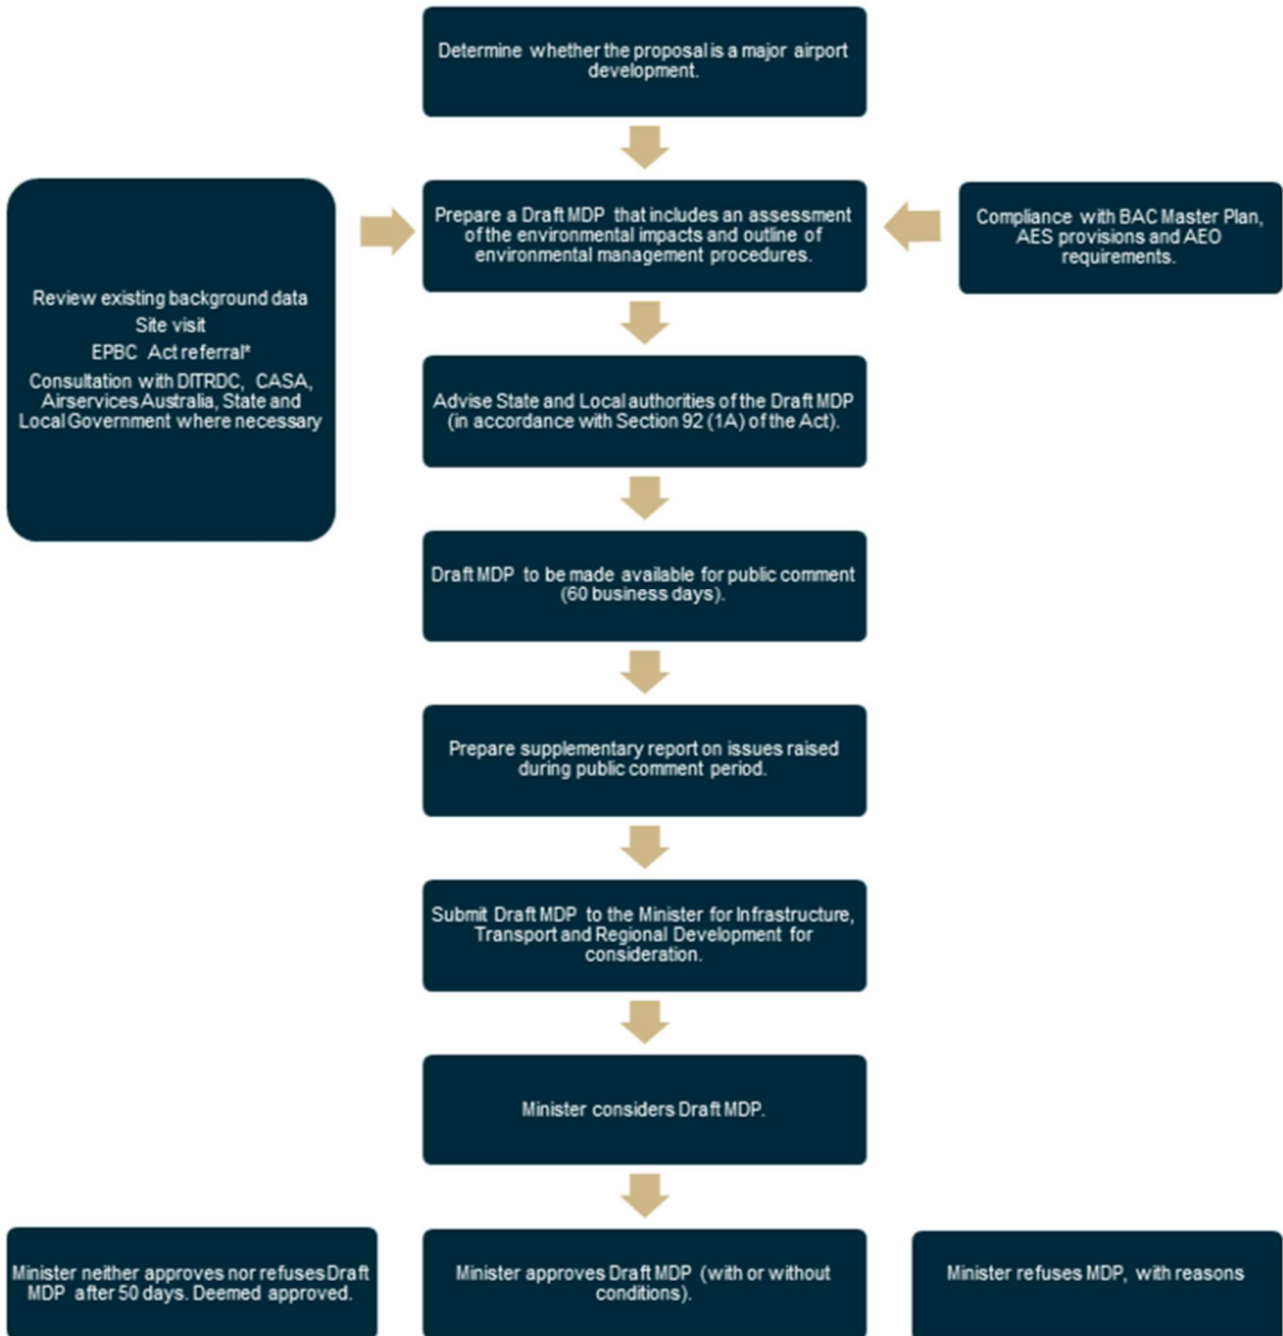 Determine whether the proposal is a major airport
development.
Prepare a Draft MDP that includes an assessment
of the environmental impacts and outline of
environmental management procedures.
Compliance with BAC Master Plan,
AES provisions and AEO
requirements.
Review existing background data
Site visit
EPBC Act referral*
Consultation with DITRDC, CASA,
Airservices Australia, State and
Local Government where necessary
Advise State and Local authorities of the Draft MDP
(in accordance with Section 92 (1A) of the Act).
Draft MDP to be made available for public comment
(60 business days).
Prepare supplementary report on issues raised
during public comment period.
Submit Draft MDP to the Minister for Infrastructure,
Transport and Regional Development for
consideration.
Minister considers Draft MDP.
Minister neither approves nor refuses Draft
MDP after 50 days. Deemed approved.
Minister approves Draft MDP (with or without
conditions).
Minister refuses MDP, with reasons